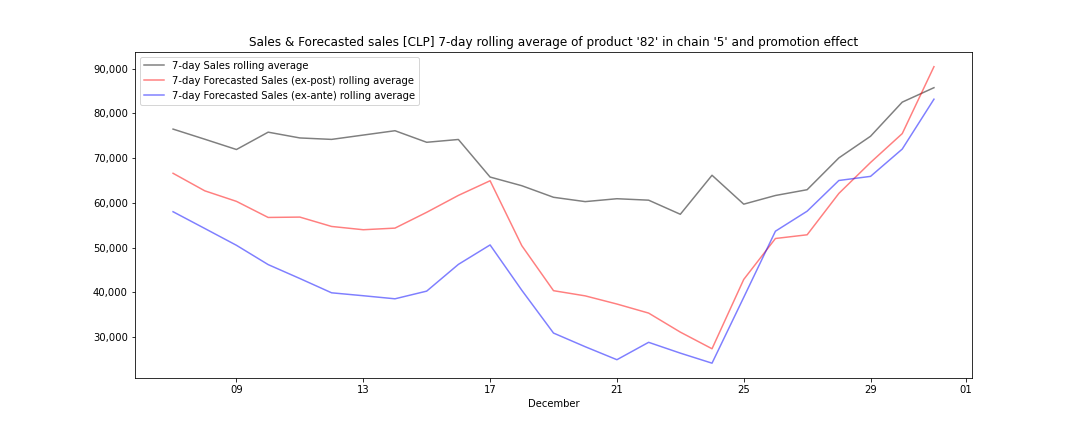 Sales & Forecasted sales [CLP] 7-day rolling average of product '82' in chain '5' and promotion effect
7-day Sales rolling average
7-day Forecasted Sales (ex-post) rolling average
7-day Forecasted Sales (ex-ante) rolling average
90,000
80,000
70,000
60,000
50,000
40,000
30,000
09 13 17 21 25 29 01
December